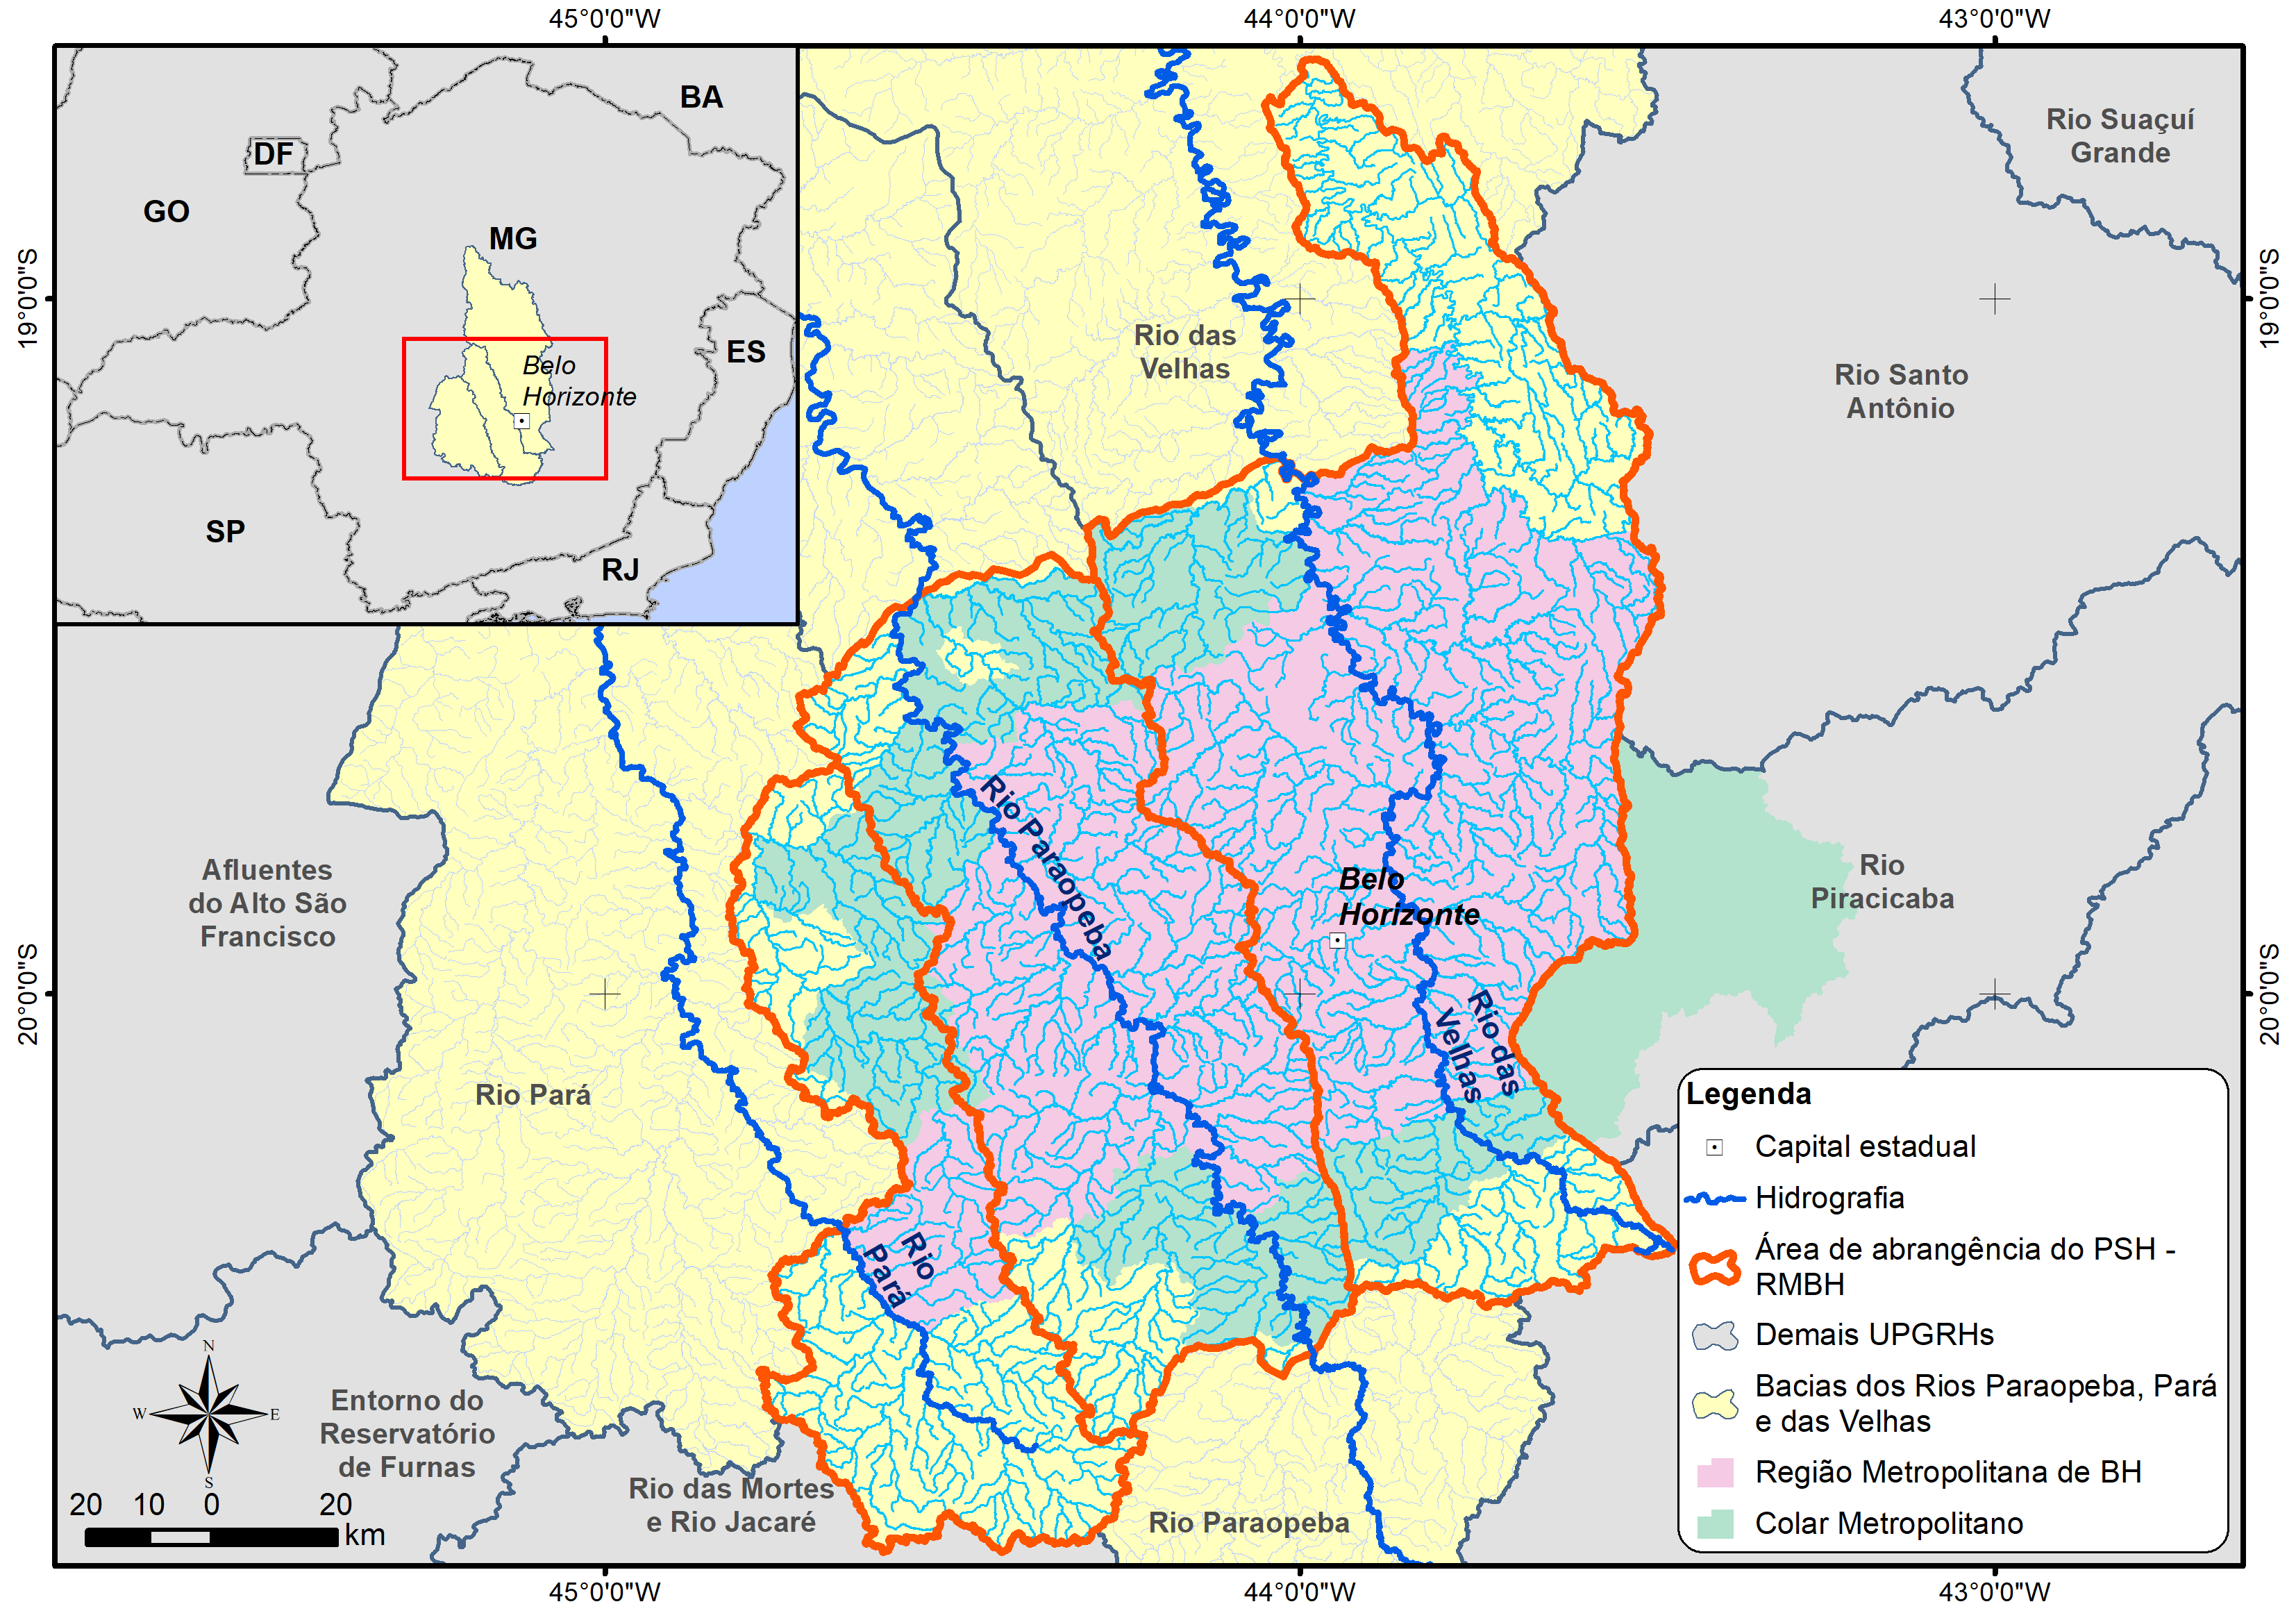 45°0'0"W
44°0'0"W
43°0'0"W
BA
DF
GO
MG
Belo
Horizonte
ES
SP
RJ
Rio Suaçuí
Grande
19°0'0"S
19°0'0"S
Rio das
Velhas
Rio Santo
Antônio
Rio Paraopeba
Belo
Horizonte
Rio
Piracicaba
Afluentes
do Alto São
Francisco
20°0'0"S
20°0'0"S
Rio das
Velhas
Rio Pará
Rio
Pará
Entorno do
Reservatório
de Furnas
Rio das Mortes
e Rio Jacaré
Rio Paraopeba
N
W
E
S
20 10 0 20
km
Legenda
Capital estadual
Hidrografia
Área de abrangência do PSH -
RMBH
Demais UPGRHs
Bacias dos Rios Paraopeba, Pará
e das Velhas
Região Metropolitana de BH
Colar Metropolitano
45°0'0"W
44°0'0"W
43°0'0"W